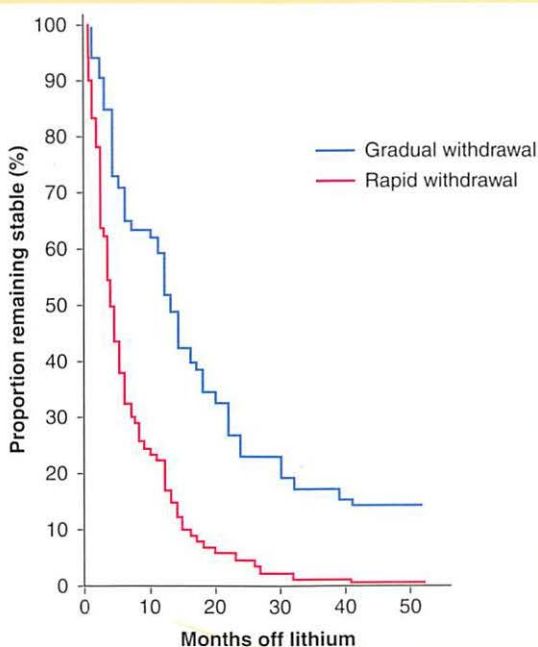 100
90
80
70
60
50
40
30
20
10
0
Proportion remaining stable (%)
Gradual withdrawal
Rapid withdrawal
0 10 20 30 40 50
Months off lithium